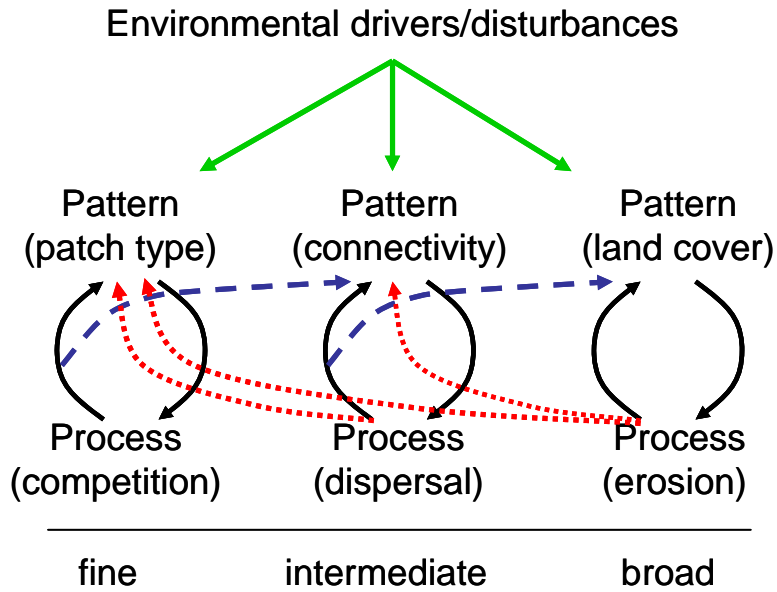 Environmental drivers/disturbances
Pattern
(patch type)
Pattern
(connectivity)
Pattern
(land cover)
Process
(competition)
Process
(dispersal)
Process
(erosion)
fine
intermediate
broad